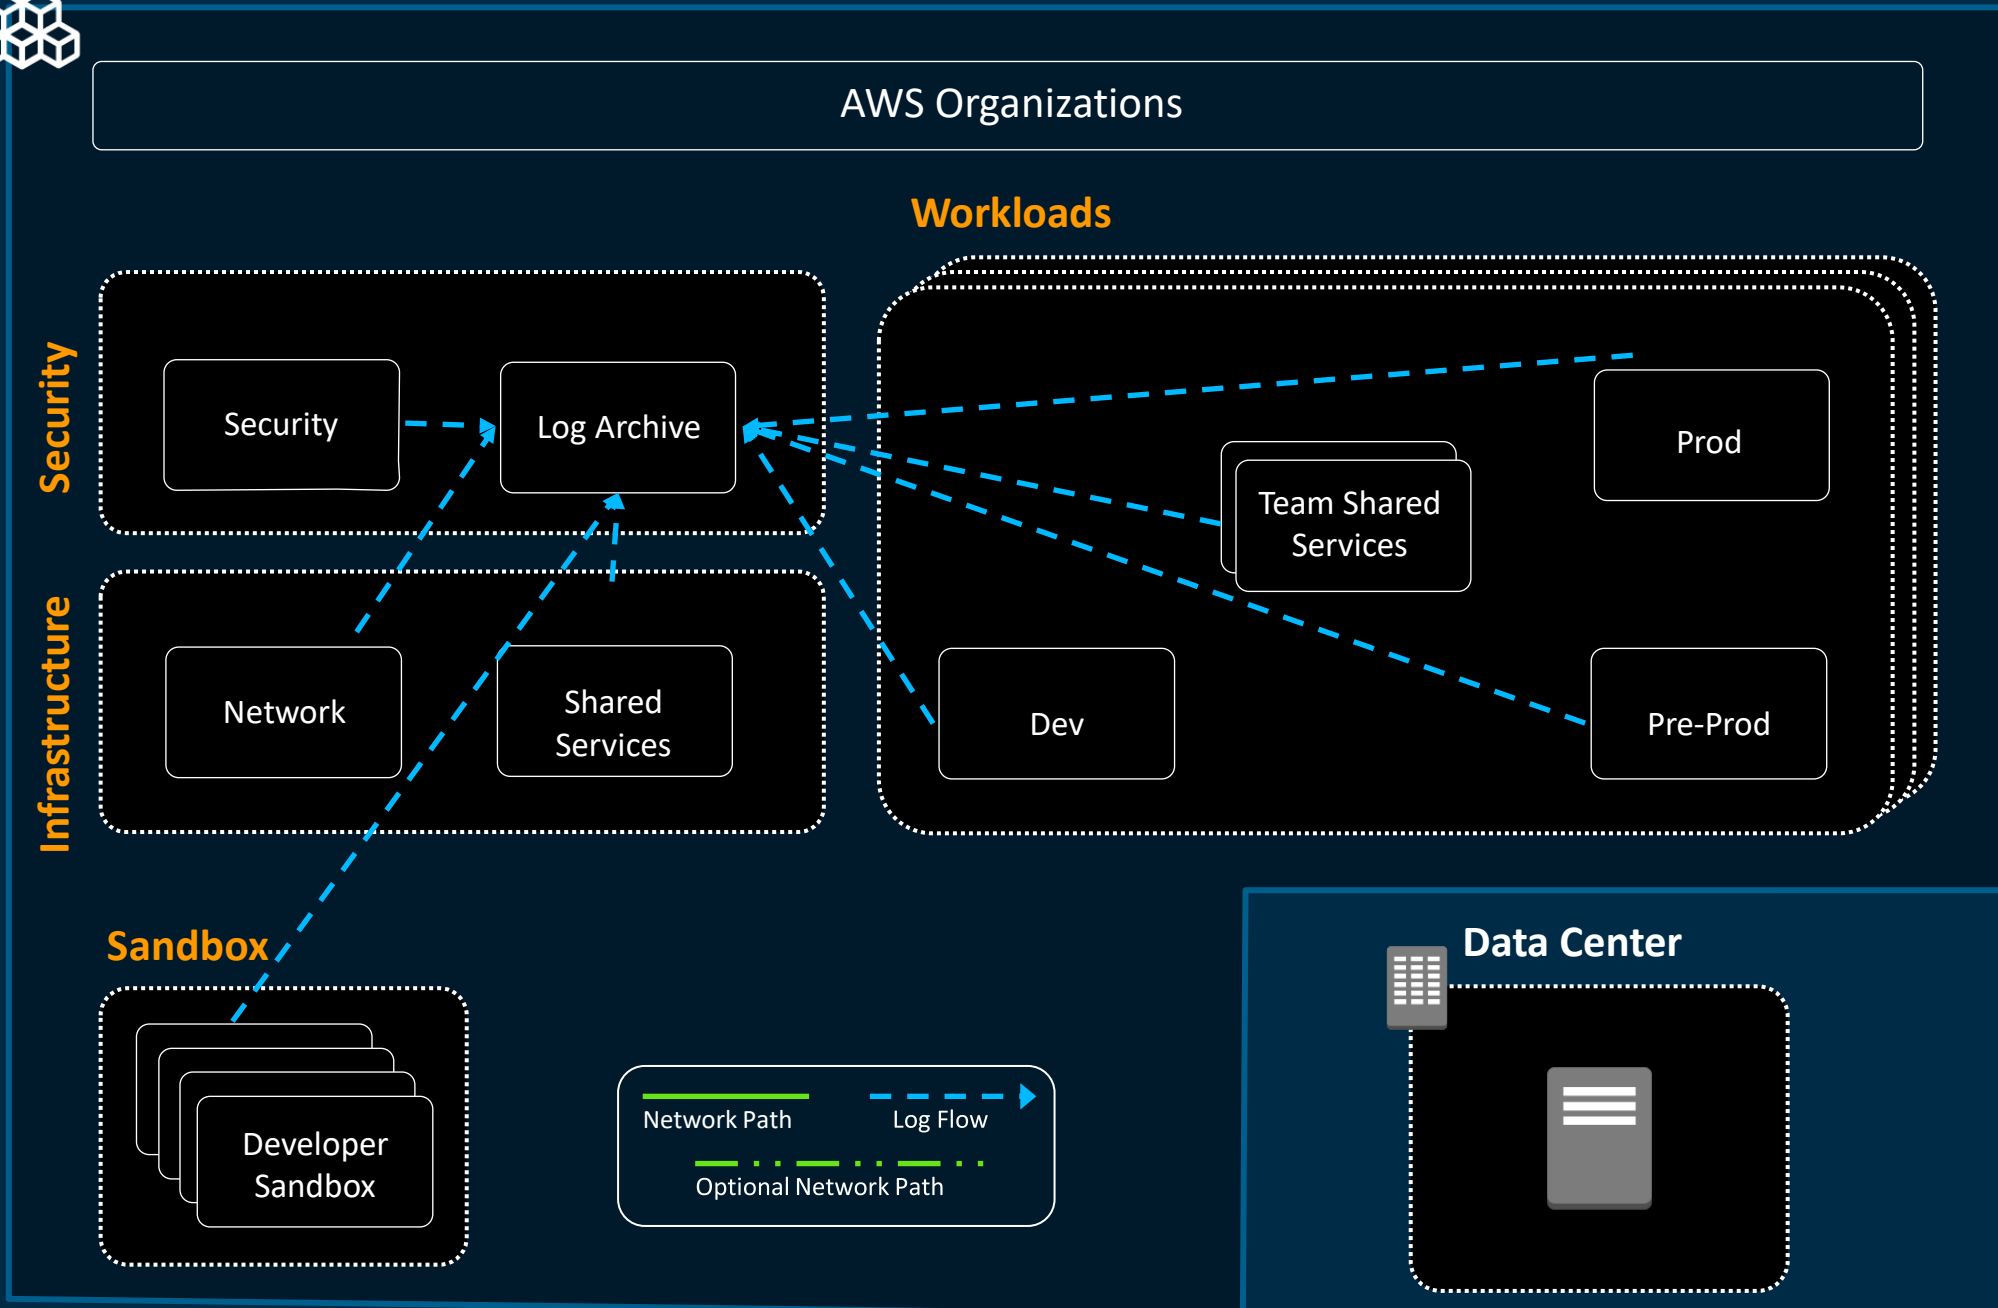 AWS Organizations
Workloads
Security
Security
Log Archive
Prod
Team Shared
Services
Infrastructure
Network
Shared
Services
Dev
Pre-Prod
Sandbox
Developer
Sandbox
Network Path
Log Flow
Optional Network Path
Data Center